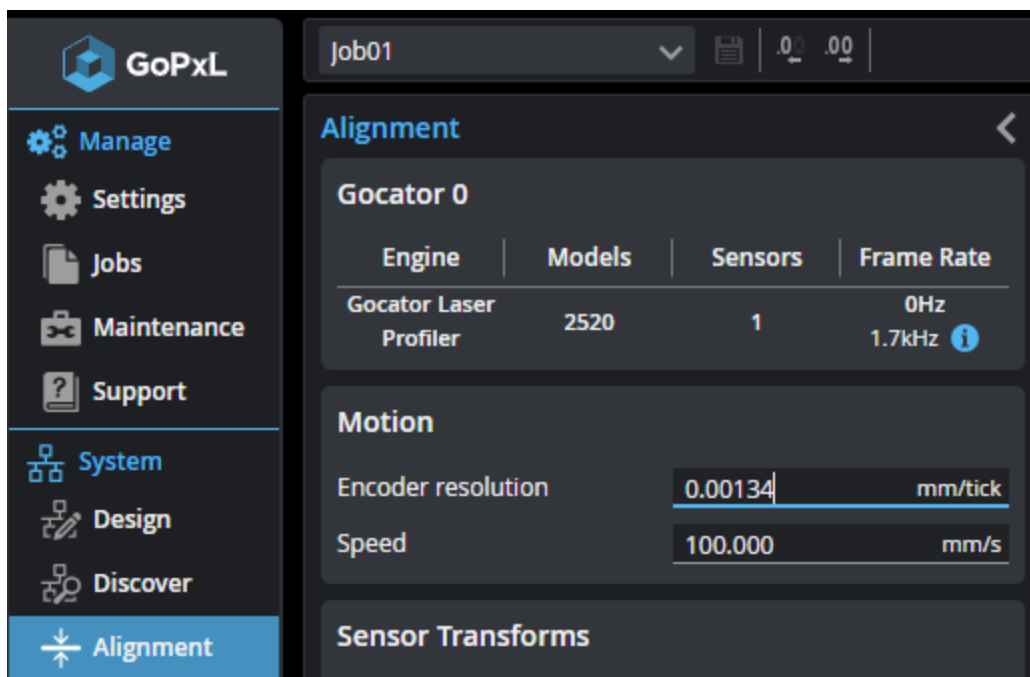 GoPxL
Job01
.00
.00
Manage
Settings
Jobs
Maintenance
Support
System
Design
Discover
Alignment
Alignment
Gocator 0
Engine Models Sensors Frame Rate
Gocator Laser Profiler 2520 1 0Hz
1.7kHz
Motion
Encoder resolution 0.00134 mm/tick
Speed 100.000 mm/s
Sensor Transforms